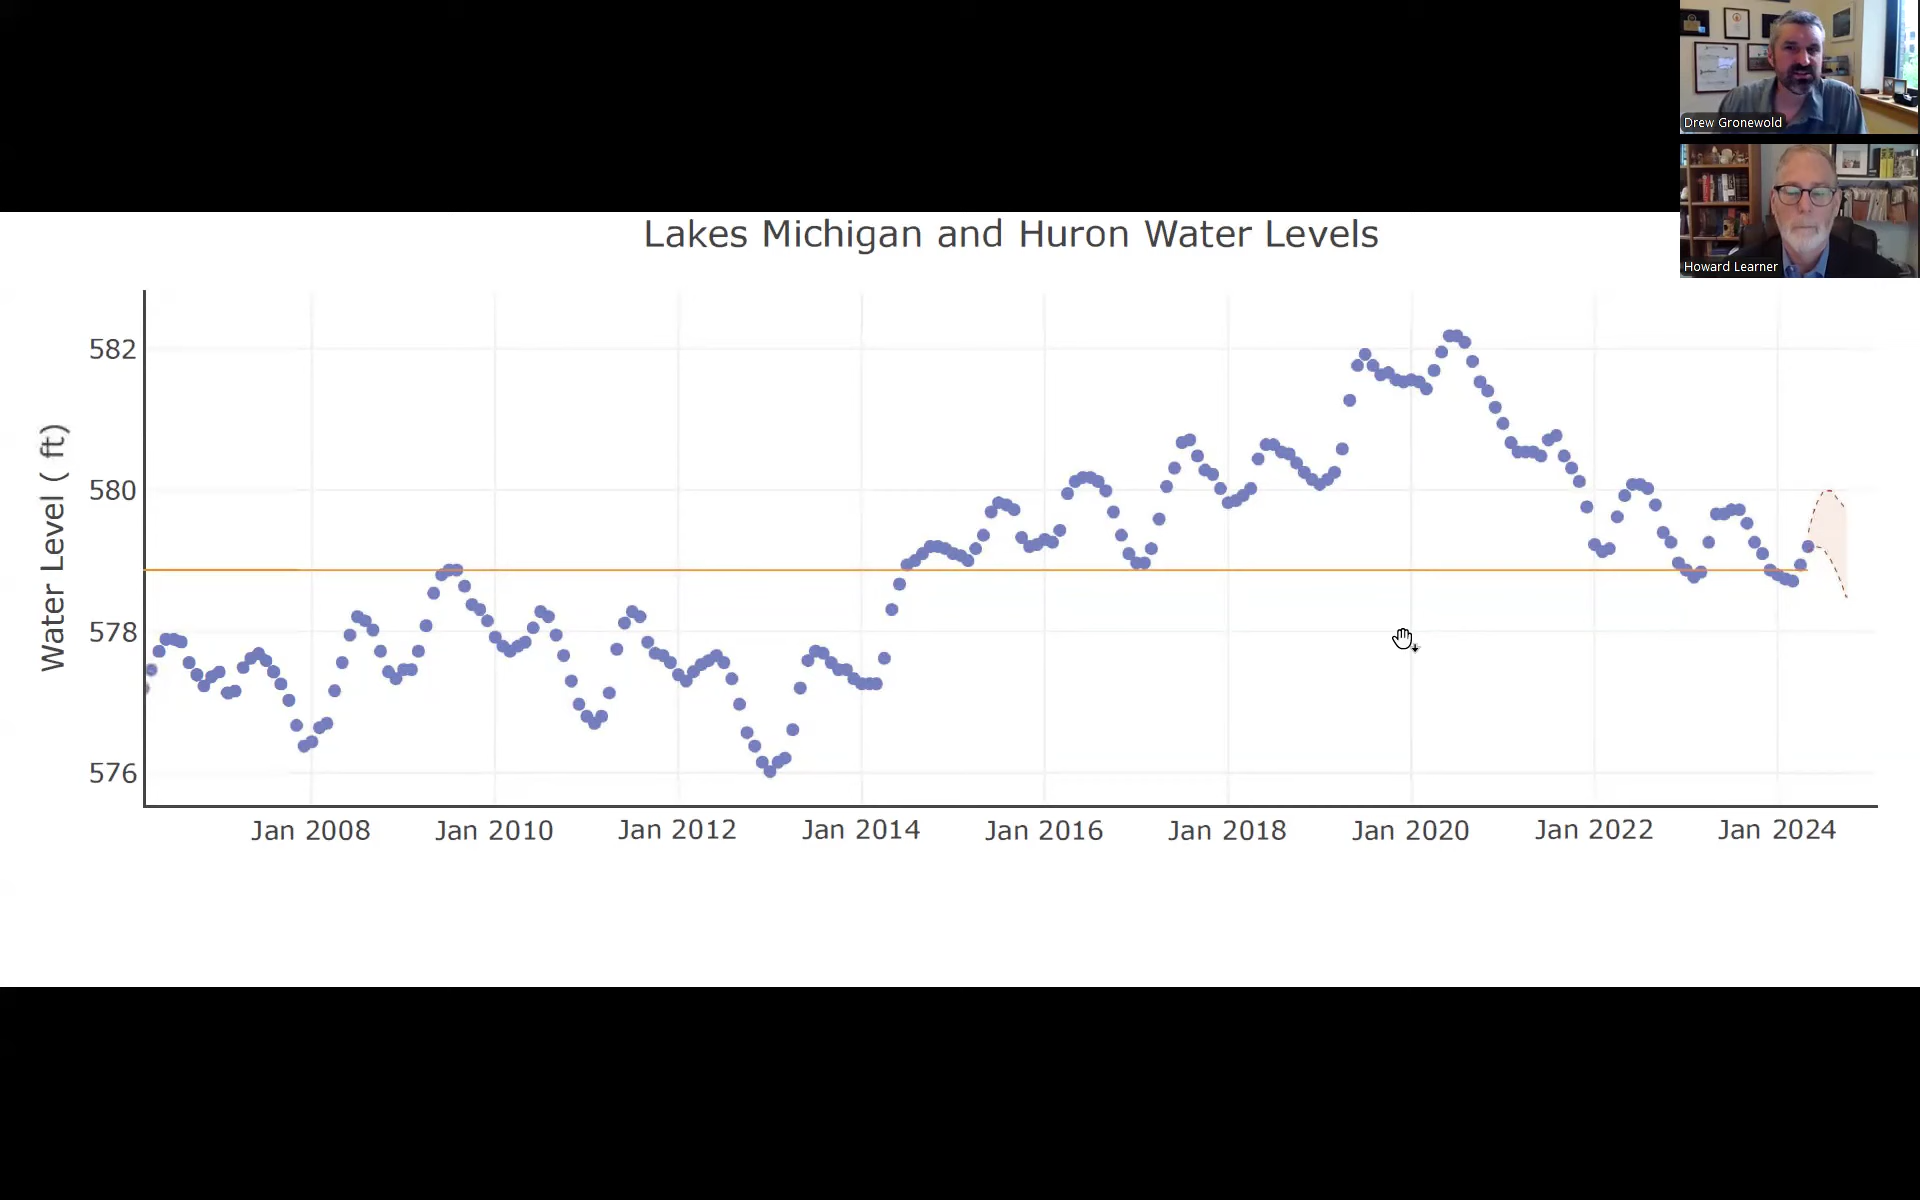 Drew Gronewold
Howard Learner
Lakes Michigan and Huron Water Levels
Water Level ( ft)
582
580
578
576
Jan 2008 Jan 2010 Jan 2012 Jan 2014 Jan 2016 Jan 2018 Jan 2020 Jan 2022 Jan 2024